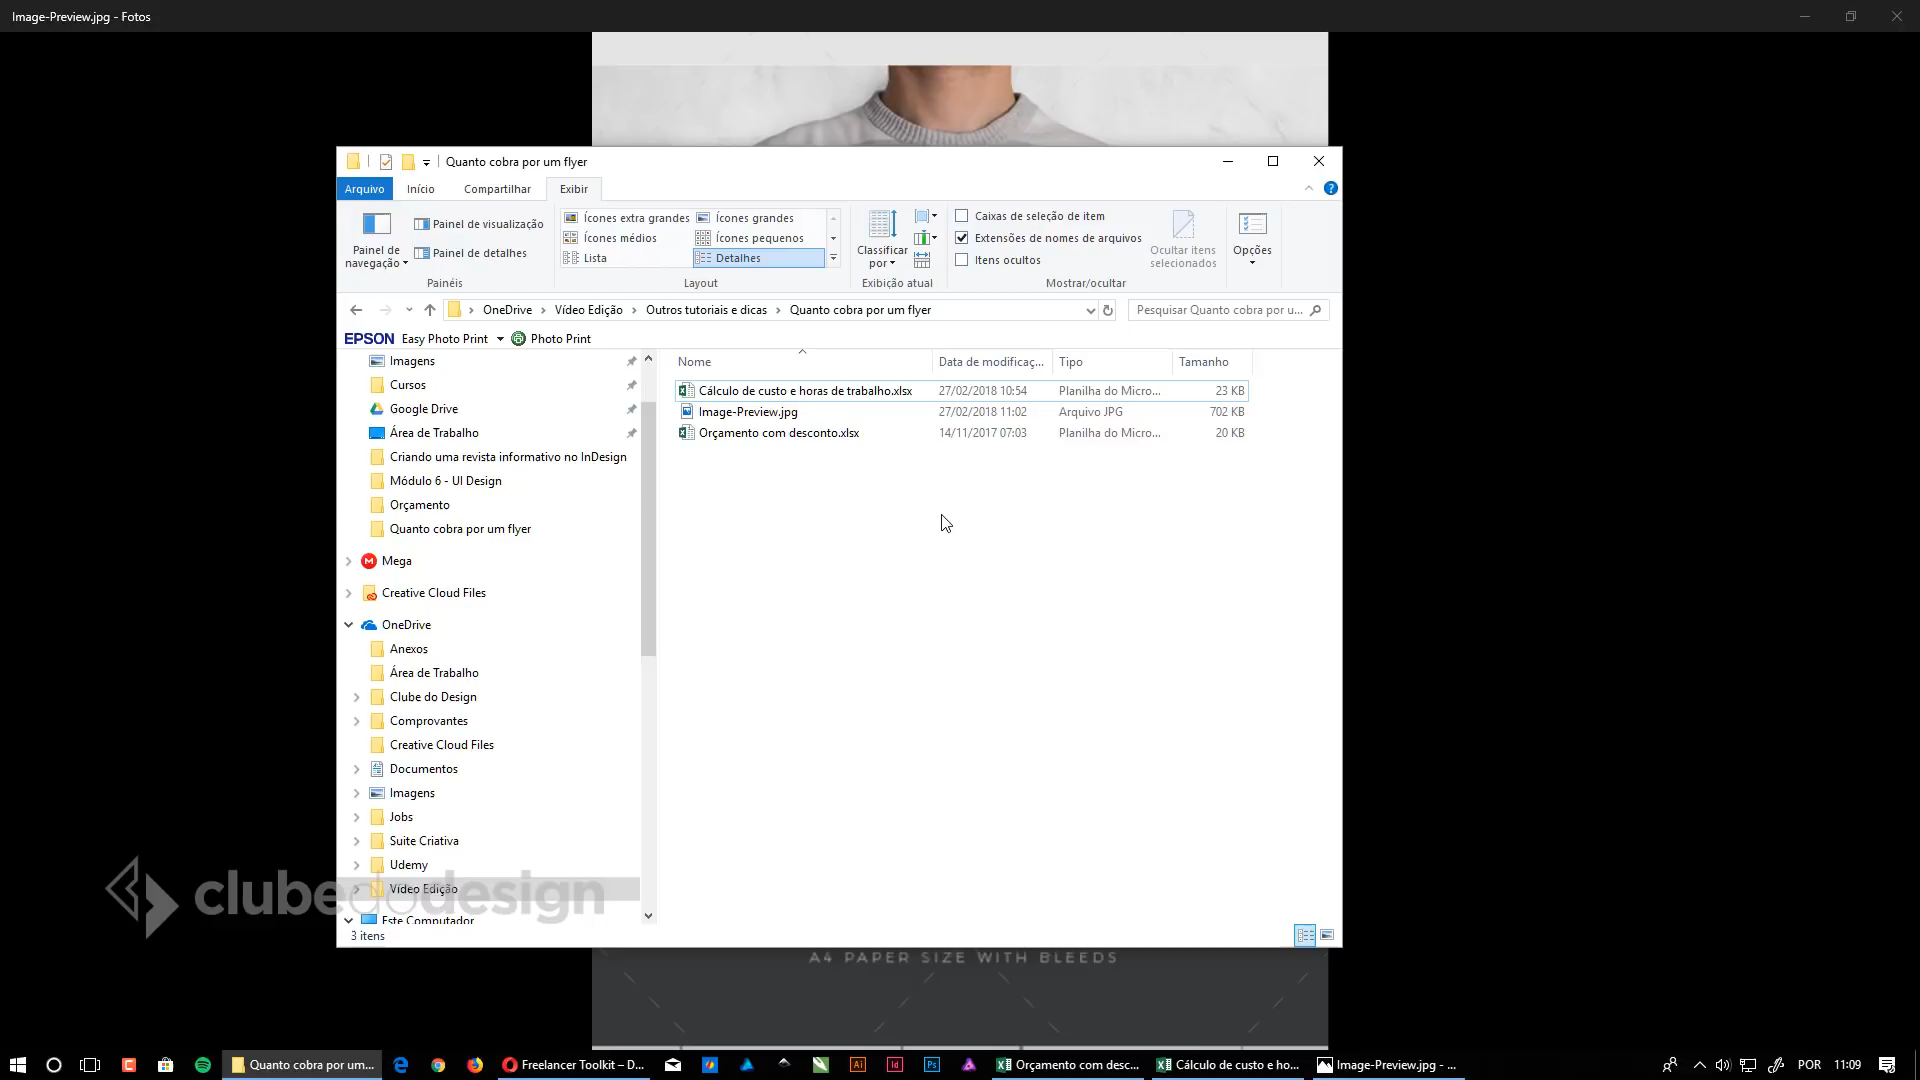 Image-Preview.jpg - Fotos
Quanto cobra por um flyer
Arquivo Início Compartilhar Exibir
Painel de navegação
Painel de visualização
Painel de detalhes
Painéis
Ícones extra grandes Ícones grandes
Ícones médios Ícones pequenos
Lista Detalhes
Layout
Classificar por
Exibição atual
Caixas de seleção de item
Extensões de nomes de arquivos
Itens ocultos
Ocultar itens selecionados
Mostrar/ocultar
Opções
OneDrive Vídeo Edição Outros tutoriais e dicas Quanto cobra por um flyer
Pesquisar Quanto cobra por u...
EPSON Easy Photo Print Photo Print
Nome Data de modificaç... Tipo Tamanho
Cálculo de custo e horas de trabalho.xlsx 27/02/2018 10:54 Planilha do Micro... 23 KB
Image-Preview.jpg 27/02/2018 11:02 Arquivo JPG 702 KB
Orçamento com desconto.xlsx 14/11/2017 07:03 Planilha do Micro... 20 KB
Imagens
Cursos
Google Drive
Área de Trabalho
Criando uma revista informativo no InDesign
Módulo 6 - UI Design
Orçamento
Quanto cobra por um flyer
Mega
Creative Cloud Files
OneDrive
Anexos
Área de Trabalho
Clube do Design
Comprovantes
Creative Cloud Files
Documentos
Imagens
Jobs
Suite Criativa
Udemy
Vídeo Edição
Este Computador
3 itens
clubedodesign
A4 PAPER SIZE WITH BLEEDS
Quanto cobra por um... Freelancer Toolkit – D... Ai Id Ps Orçamento com desc... Cálculo de custo e ho... Image-Preview.jpg - ... POR 11:09